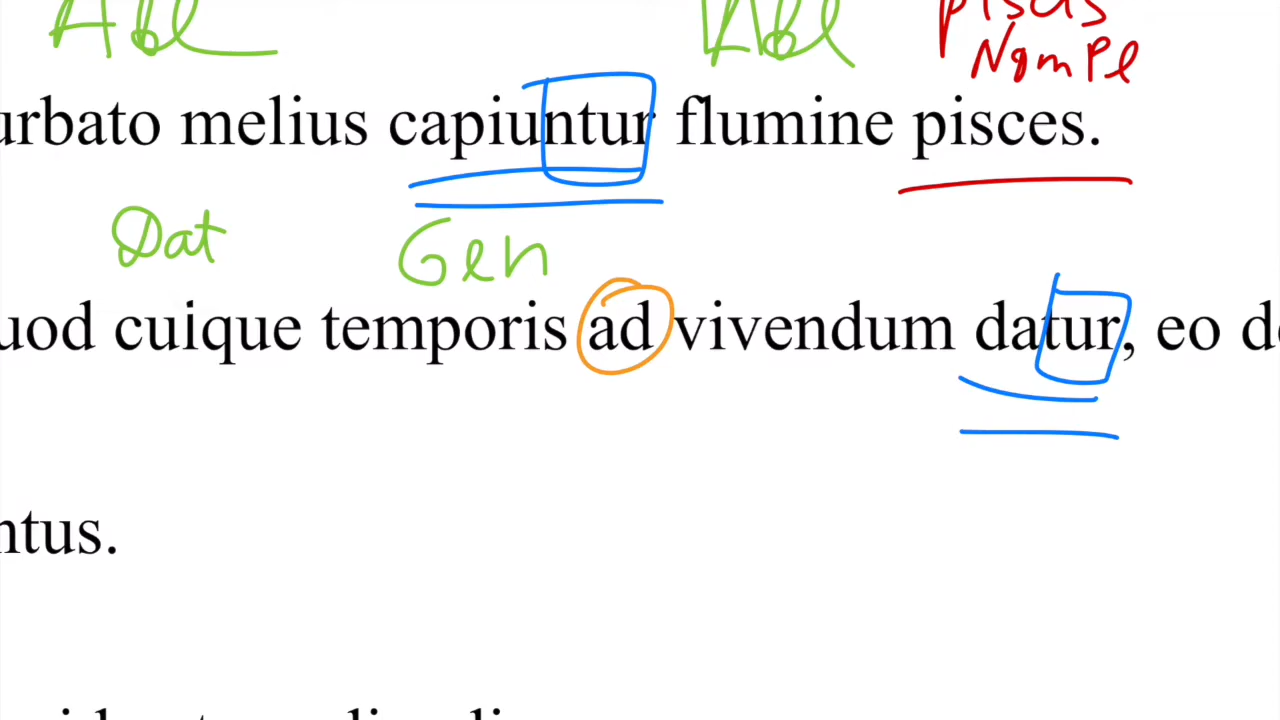 Abl Abl piscis
Nom Pl
urbato melius capiuntur flumine pisces.
Dat Gen
uod cuique temporis ad vivendum datur, eo de
ntus.